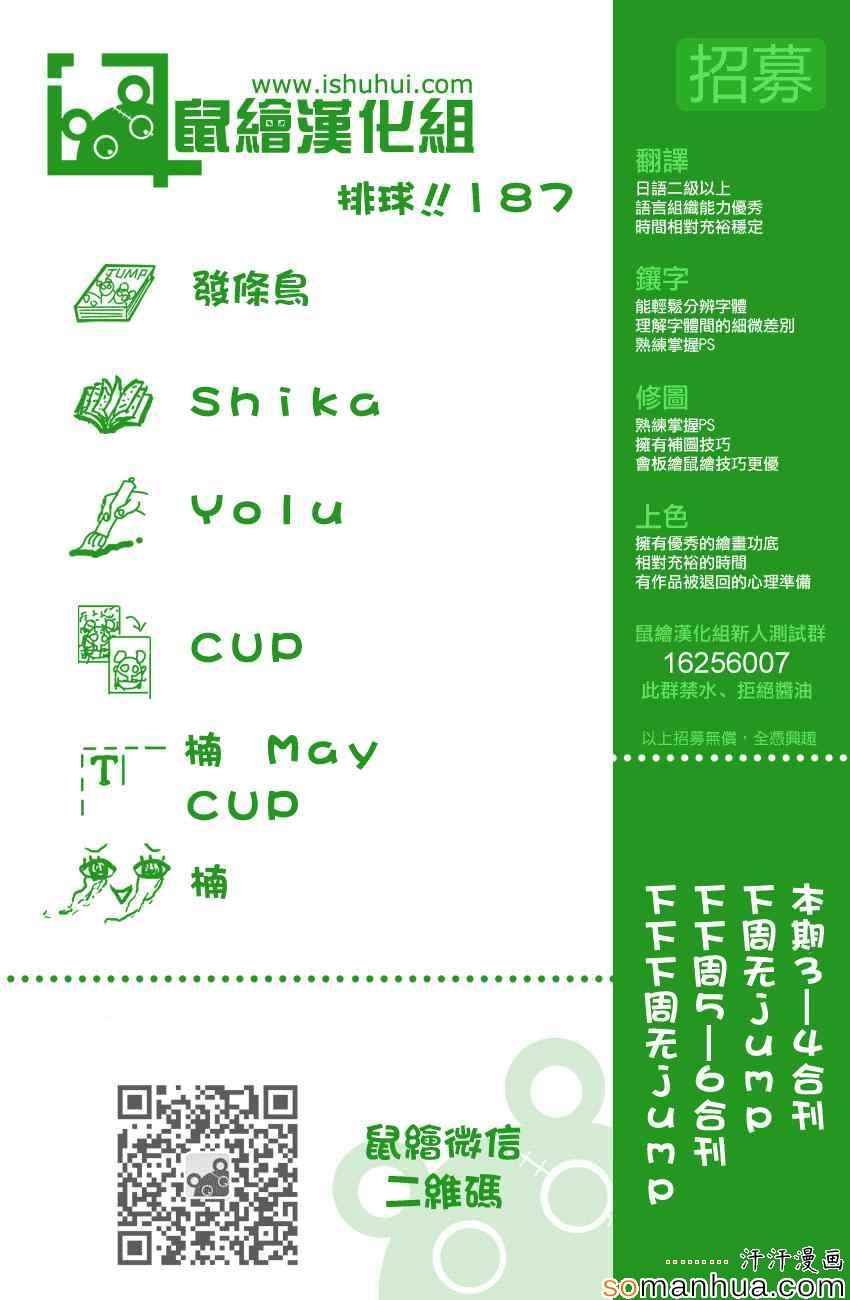 www.ishuhui.com
鼠繪漢化組
排球!!187
JUMP
發條鳥
Shika
Yolu
cup
T
楠 May
cup
楠
鼠繪微信
二維碼
招募
翻譯
日語二級以上
語言組織能力優秀
時間相對充裕穩定
鑲字
能輕鬆分辨字體
理解字體間的細微差別
熟練掌握PS
修圖
熟練掌握PS
擁有補圖技巧
會板繪鼠繪技巧更優
上色
擁有優秀的繪畫功底
相對充裕的時間
有作品被退回的心理準備
鼠繪漢化組新人測試群
16256007
此群禁水、拒絕醬油
以上招募無償，全憑興趣
本期3—4合刊
下周无jump
下下周5—6合刊
下下下周无jump
汗汗漫画
somanhua.com